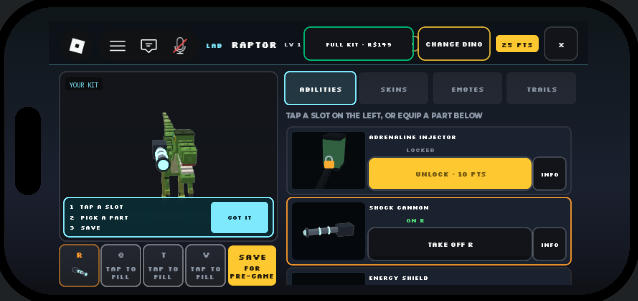 LAB RAPTOR LV 1
FULL KIT · R$149
CHANGE DINO
25 PTS
X
YOUR KIT
ABILITIES
SKINS
EMOTES
TRAILS
TAP A SLOT ON THE LEFT, OR EQUIP A PART BELOW
ADRENALINE INJECTOR
LOCKED
UNLOCK · 10 PTS
INFO
SHOCK CANNON
ON R
TAKE OFF R
INFO
ENERGY SHIELD
1 TAP A SLOT
2 PICK A PART
3 SAVE
GOT IT
R
TAP TO
FILL
T
TAP TO
FILL
V
TAP TO
FILL
SAVE
FOR
PRE-GAME